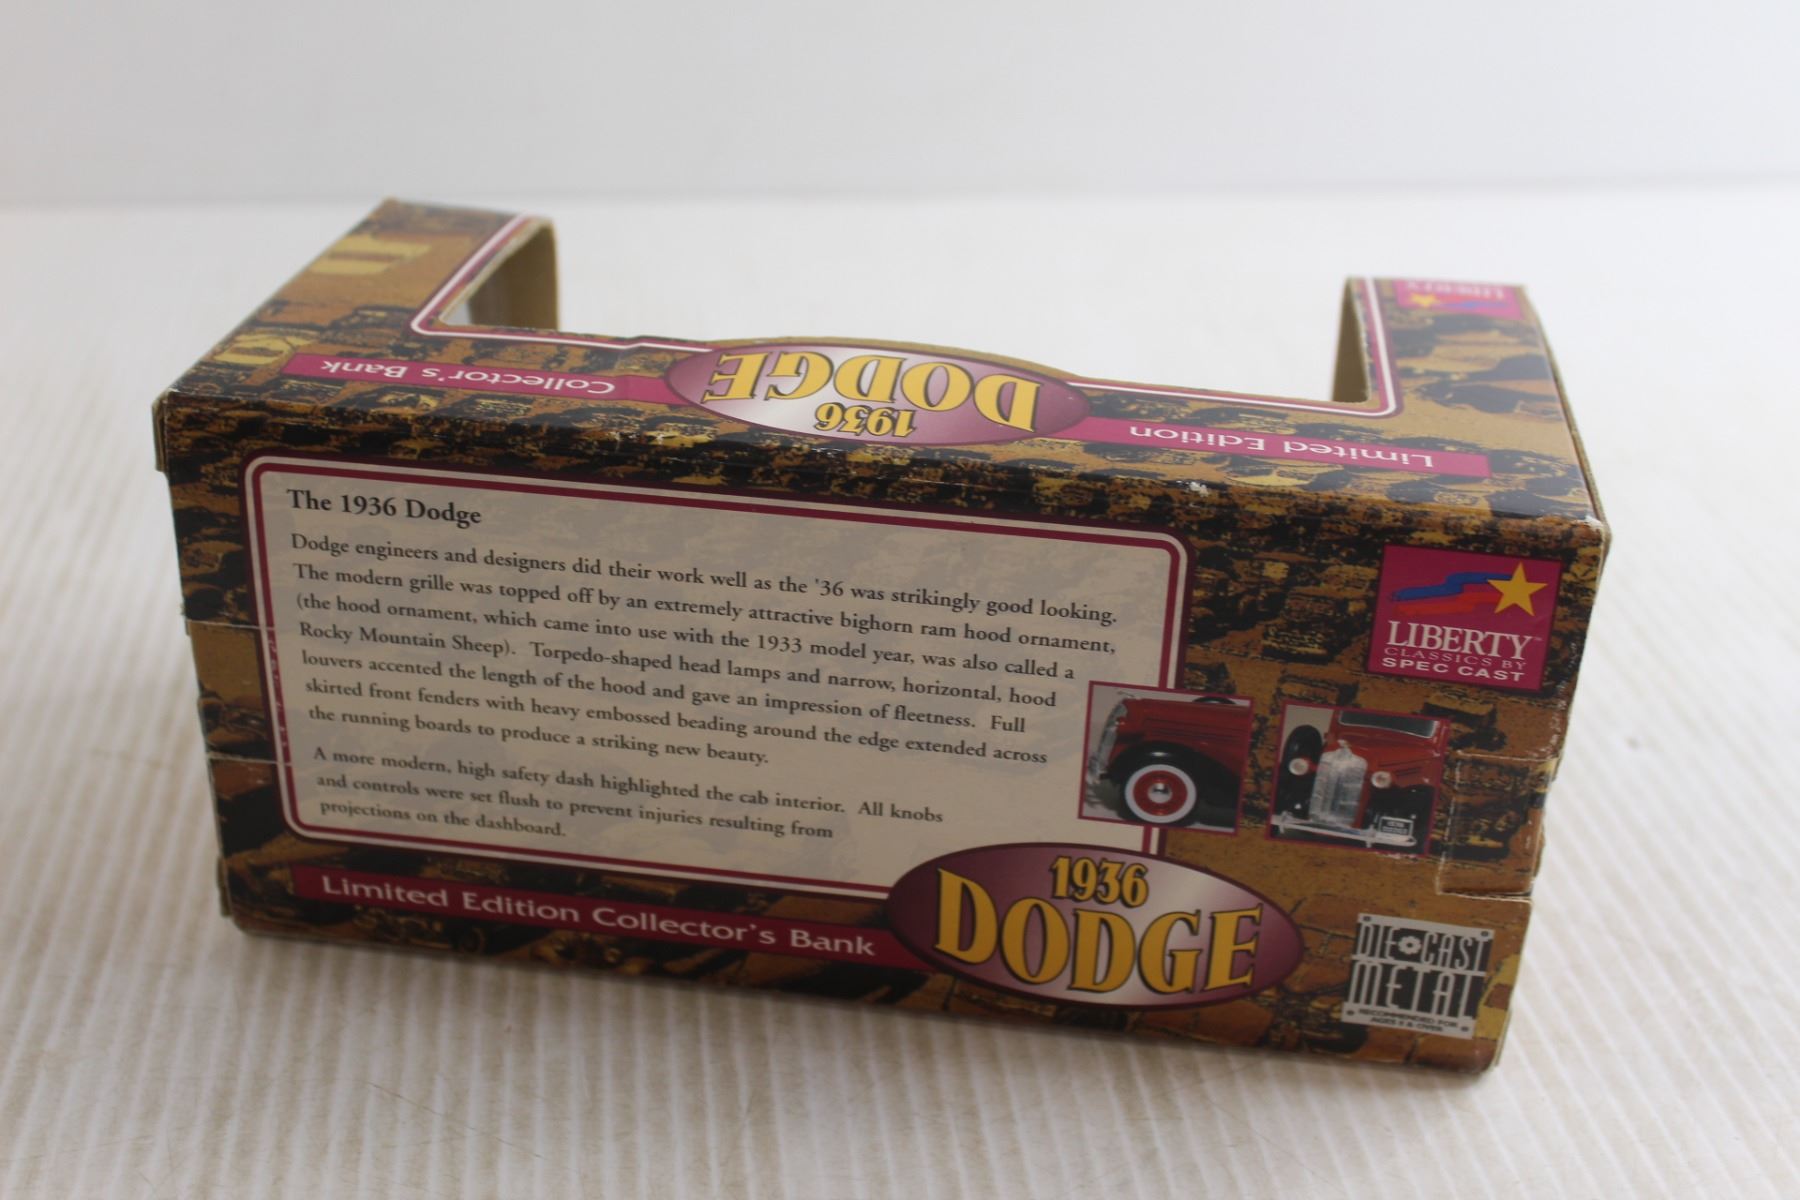 LIBERTY
Collector's Bank
1936
DODGE
Limited Edition
The 1936 Dodge
Dodge engineers and designers did their work well as the '36 was strikingly good looking.
The modern grille was topped off by an extremely attractive bighorn ram hood ornament,
(the hood ornament, which came into use with the 1933 model year, was also called a
Rocky Mountain Sheep). Torpedo-shaped head lamps and narrow, horizontal, hood
louvers accented the length of the hood and gave an impression of fleetness. Full
skirted front fenders with heavy embossed beading around the edge extended across
the running boards to produce a striking new beauty.
A more modern, high safety dash highlighted the cab interior. All knobs
and controls were set flush to prevent injuries resulting from
projections on the dashboard.
LIBERTY™
CLASSICS BY
SPEC CAST
Limited Edition Collector's Bank
1936
DODGE
DIE CAST
METAL
RECOMMENDED FOR
AGES 8 & OVER